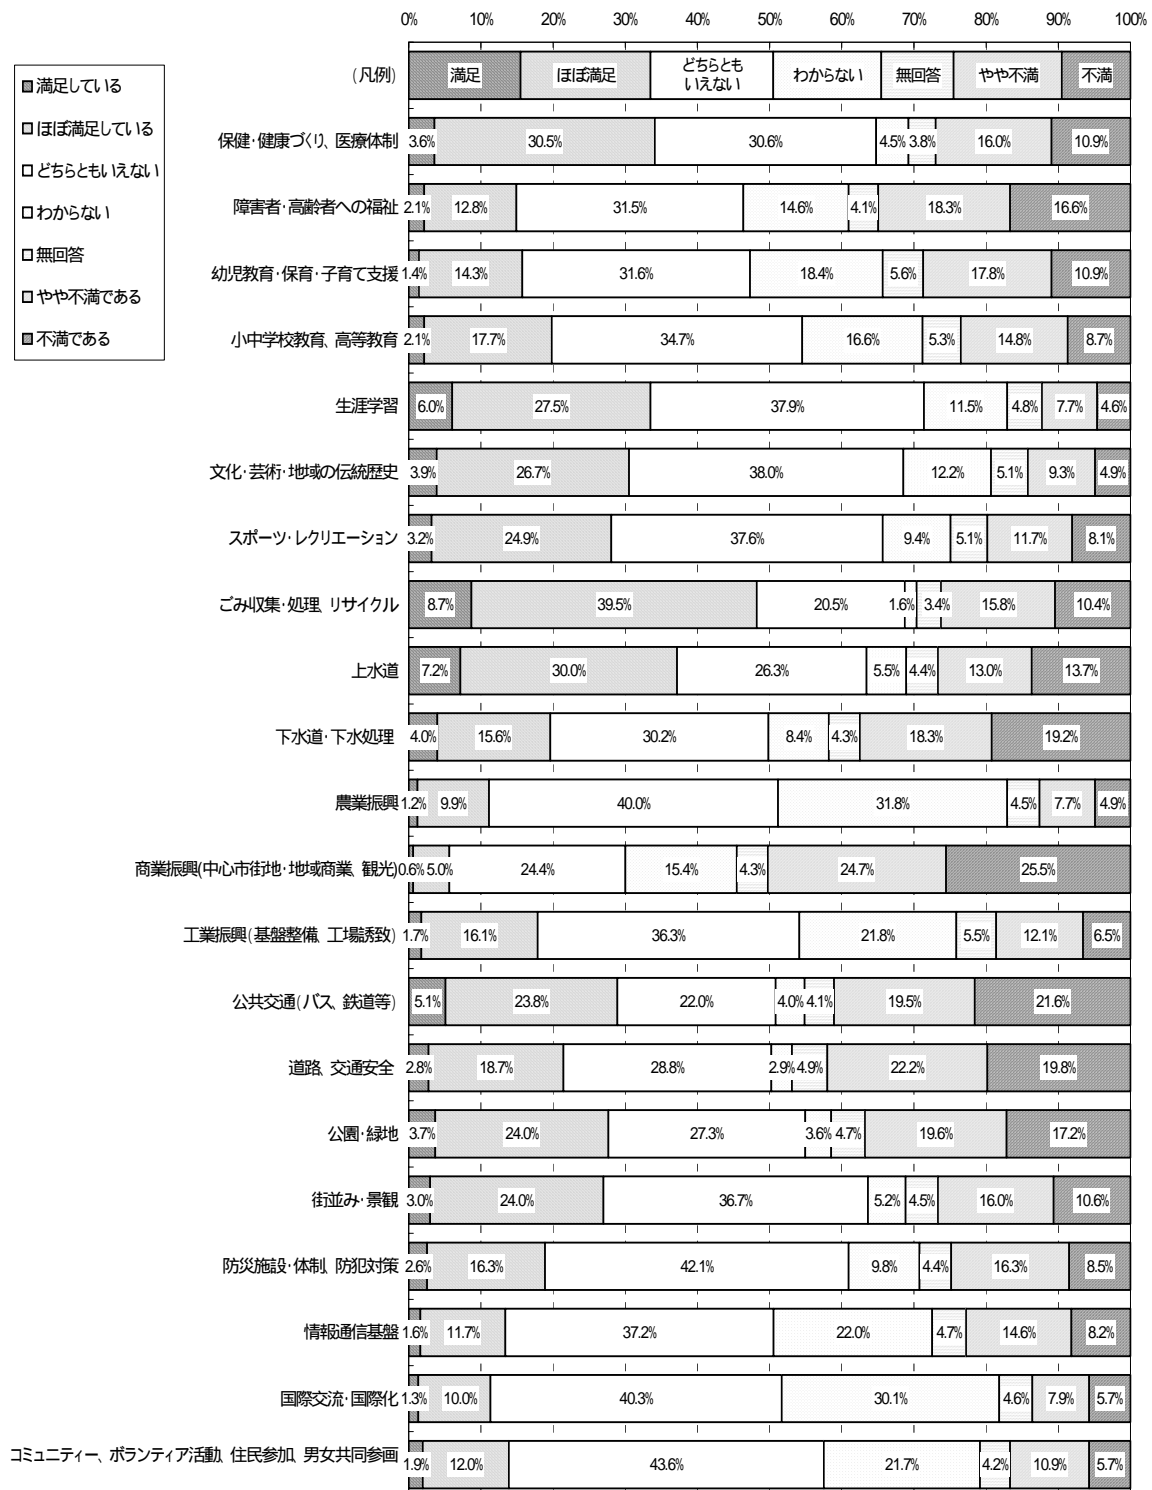 0% 10% 20% 30% 40% 50% 60% 70% 80% 90% 100%
(凡例) 満足 ほぼ満足 どちらとも わからない 無回答 やや不満 不満
いえない
満足している
ほぼ満足している
どちらともいえない
わからない
無回答
やや不満である
不満である
保健・健康づくり、医療体制 3.6% 30.5% 30.6% 4.5% 3.8% 16.0% 10.9%
障害者・高齢者への福祉 2.1% 12.8% 31.5% 14.6% 4.1% 18.3% 16.6%
幼児教育・保育・子育て支援 1.4% 14.3% 31.6% 18.4% 5.6% 17.8% 10.9%
小中学校教育、高等教育 2.1% 17.7% 34.7% 16.6% 5.3% 14.8% 8.7%
生涯学習 6.0% 27.5% 37.9% 11.5% 4.8% 7.7% 4.6%
文化・芸術・地域の伝統歴史 3.9% 26.7% 38.0% 12.2% 5.1% 9.3% 4.9%
スポーツ・レクリエーション 3.2% 24.9% 37.6% 9.4% 5.1% 11.7% 8.1%
ごみ収集・処理、リサイクル 8.7% 39.5% 20.5% 1.6% 3.4% 15.8% 10.4%
上水道 7.2% 30.0% 26.3% 5.5% 4.4% 13.0% 13.7%
下水道・下水処理 4.0% 15.6% 30.2% 8.4% 4.3% 18.3% 19.2%
農業振興 1.2% 9.9% 40.0% 31.8% 4.5% 7.7% 4.9%
商業振興(中心市街地・地域商業、観光) 0.6% 5.0% 24.4% 15.4% 4.3% 24.7% 25.5%
工業振興(基盤整備、工場誘致) 1.7% 16.1% 36.3% 21.8% 5.5% 12.1% 6.5%
公共交通(バス、鉄道等) 5.1% 23.8% 22.0% 4.0% 4.1% 19.5% 21.6%
道路、交通安全 2.8% 18.7% 28.8% 2.9% 4.9% 22.2% 19.8%
公園・緑地 3.7% 24.0% 27.3% 3.6% 4.7% 19.6% 17.2%
街並み・景観 3.0% 24.0% 36.7% 5.2% 4.5% 16.0% 10.6%
防災施設・体制、防犯対策 2.6% 16.3% 42.1% 9.8% 4.4% 16.3% 8.5%
情報通信基盤 1.6% 11.7% 37.2% 22.0% 4.7% 14.6% 8.2%
国際交流・国際化 1.3% 10.0% 40.3% 30.1% 4.6% 7.9% 5.7%
コミュニティー、ボランティア活動、住民参加、男女共同参画 1.9% 12.0% 43.6% 21.7% 4.2% 10.9% 5.7%